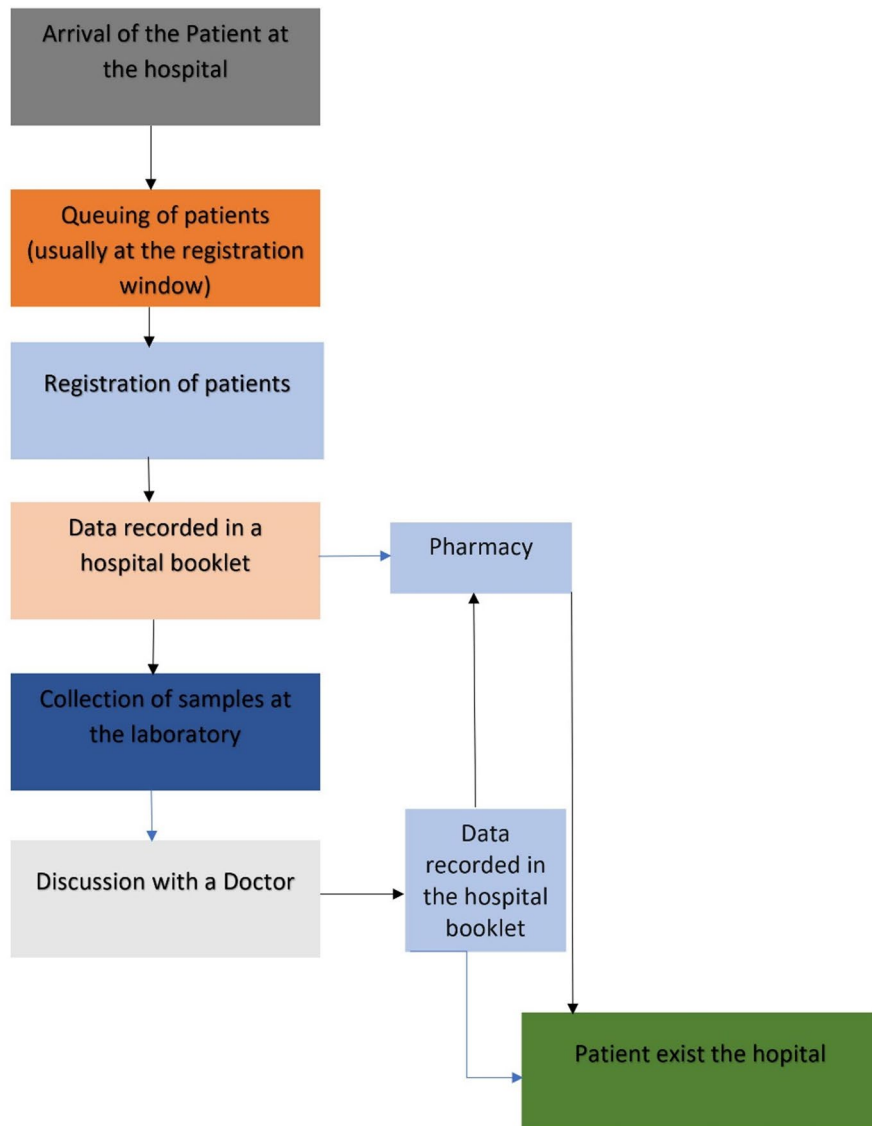 Arrival of the Patient at
the hospital
Queuing of patients
(usually at the registration
window)
Registration of patients
Data recorded in a
hospital booklet
Pharmacy
Collection of samples at
the laboratory
Discussion with a Doctor
Data
recorded in
the hospital
booklet
Patient exist the hopital